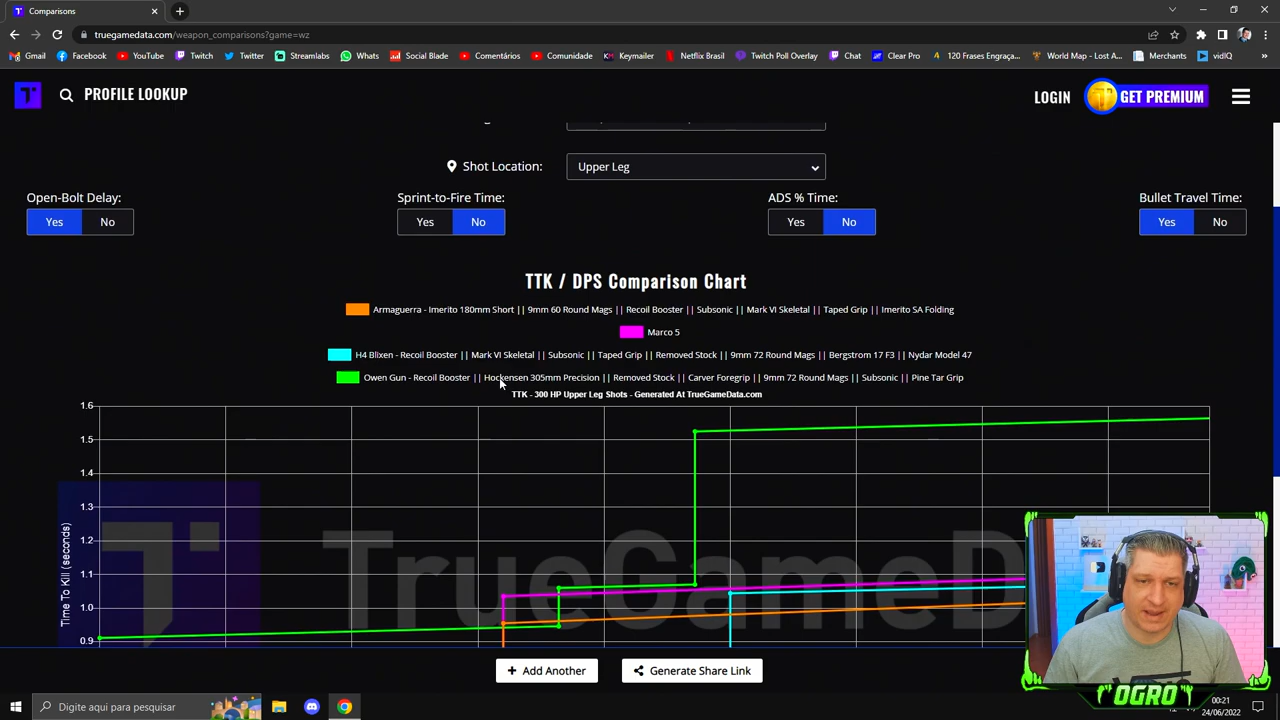 Comparisons
truegamedata.com/weapon_comparisons?game=wz
Gmail Facebook YouTube Twitch Twitter Streamlabs Whats Social Blade Comentários Comunidade Keymailer Netflix Brasil Twitch Poll Overlay Chat Clear Pro 120 Frases Engraça... World Map - Lost A... Merchants vidIQ
PROFILE LOOKUP
LOGIN GET PREMIUM
Shot Location: Upper Leg
Open-Bolt Delay: Sprint-to-Fire Time: ADS % Time: Bullet Travel Time:
Yes No Yes No Yes No Yes No
TTK / DPS Comparison Chart
Armaguerra - Imerito 180mm Short || 9mm 60 Round Mags || Recoil Booster || Subsonic || Mark VI Skeletal || Taped Grip || Imerito SA Folding
Marco 5
H4 Blixen - Recoil Booster || Mark VI Skeletal || Subsonic || Taped Grip || Removed Stock || 9mm 72 Round Mags || Bergstrom 17 F3 || Nydar Model 47
Owen Gun - Recoil Booster || Hockensen 305mm Precision || Removed Stock || Carver Foregrip || 9mm 72 Round Mags || Subsonic || Pine Tar Grip
TTK - 300 HP Upper Leg Shots - Generated At TrueGameData.com
1.6
1.5
1.4
1.3
1.2
1.1
1.0
0.9
Time To Kill (seconds)
TrueGameD
+ Add Another Generate Share Link
OGRO
Digite aqui para pesquisar
00:21
24/06/2022